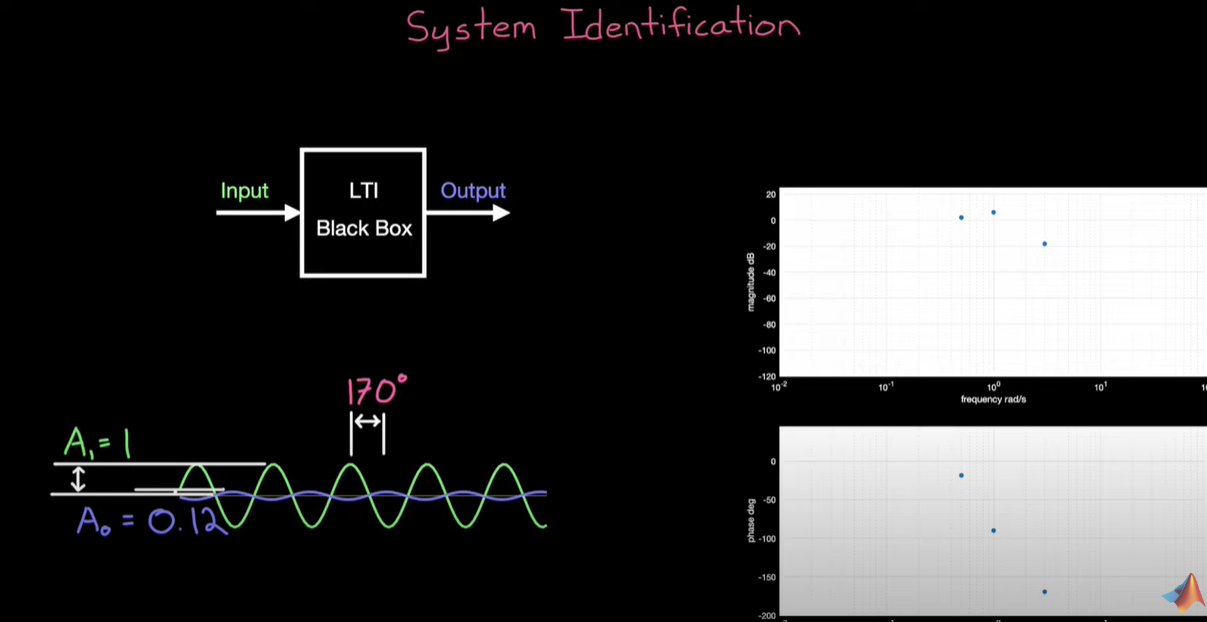 System Identification
Input
LTI
Black Box
Output
170°
A₁ = 1
A₀ = 0.12
20
0
-20
-40
-60
-80
-100
-120
magnitude dB
10⁻²
10⁻¹
10⁰
10¹
frequency rad/s
0
-50
-100
-150
-200
phase deg